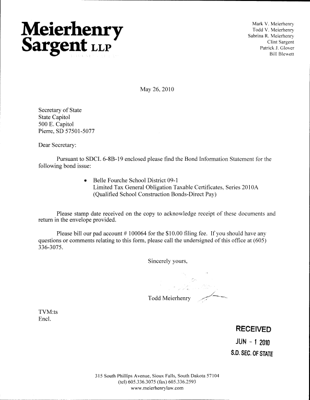 Meierhenry
Sargent LLP
Mark V. Meierhenry
Todd V. Meierhenry
Sabrina R. Meierhenry
Clint Sargent
Patrick J. Glover
Bill Blewett
May 26, 2010
Secretary of State
State Capitol
500 E. Capitol
Pierre, SD 57501-5077
Dear Secretary:
Pursuant to SDCL 6-8B-19 enclosed please find the Bond Information Statement for the
following bond issue:
• Belle Fourche School District 09-1
Limited Tax General Obligation Taxable Certificates, Series 2010A
(Qualified School Construction Bonds-Direct Pay)
Please stamp date received on the copy to acknowledge receipt of these documents and
return in the envelope provided.
Please bill our pad account # 100064 for the $10.00 filing fee. If you should have any
questions or comments relating to this form, please call the undersigned of this office at (605)
336-3075.
Sincerely yours,
Todd Meierhenry
TVM:ts
Encl.
RECEIVED
JUN - 1 2010
S.D. SEC. OF STATE
315 South Phillips Avenue, Sioux Falls, South Dakota 57104
(tel) 605.336.3075 (fax) 605.336.2593
www.meierhenrylaw.com